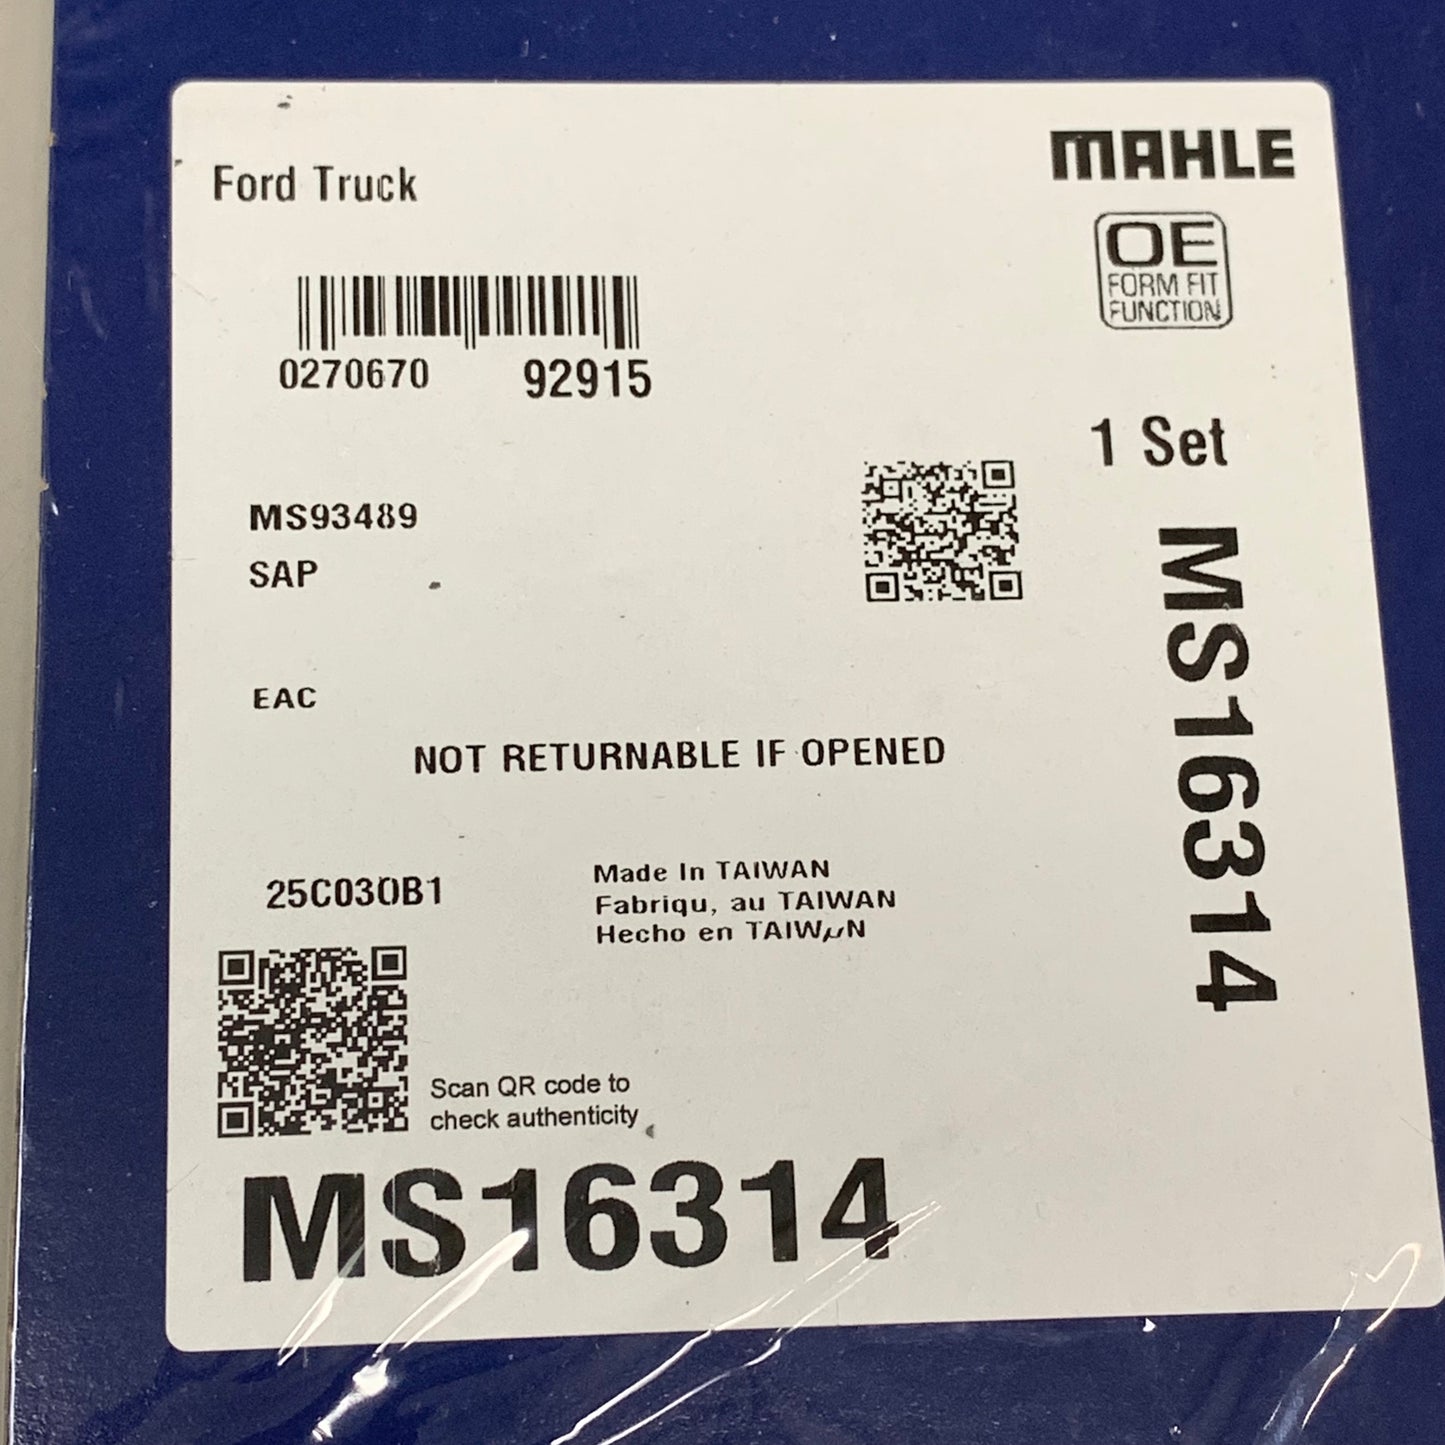 Ford Truck
MAHLE
OE
FORM FIT
FUNCTION
0270670 92915
1 Set
MS93489
SAP
MS16314
EAC
NOT RETURNABLE IF OPENED
25C030B1
Made In TAIWAN
Fabriqu, au TAIWAN
Hecho en TAIWµN
Scan QR code to
check authenticity
MS16314